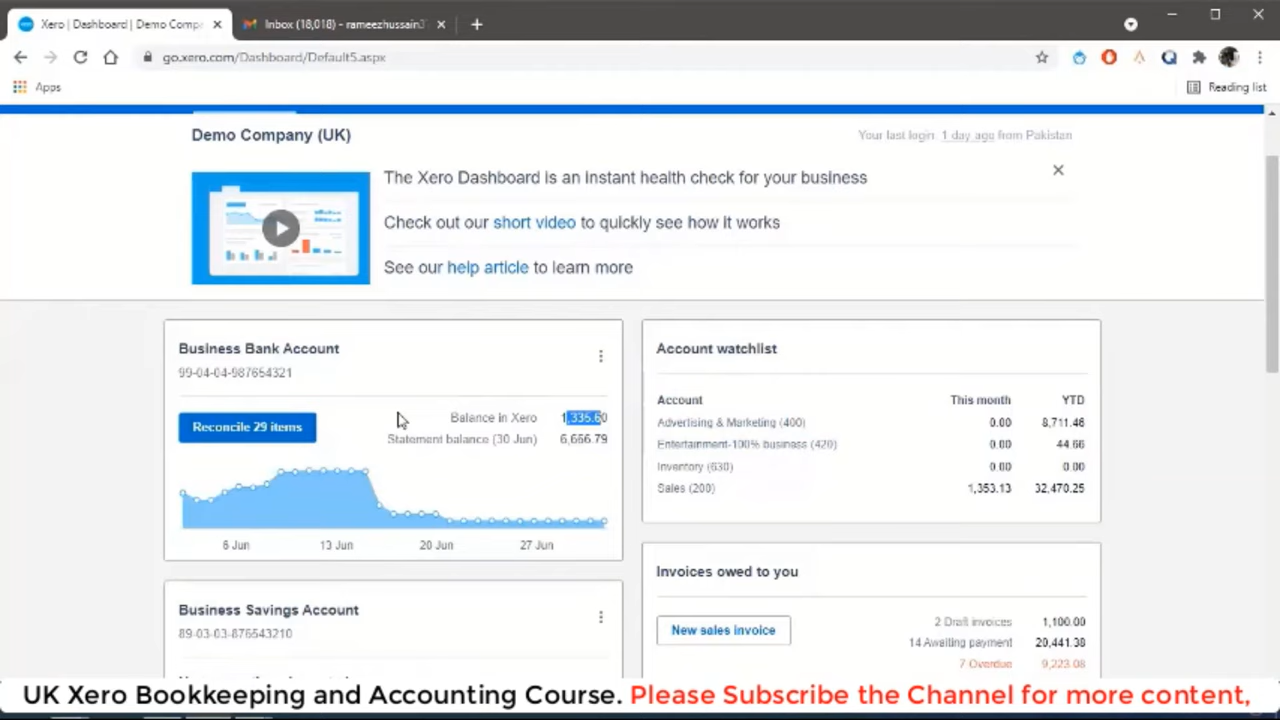 Xero | Dashboard | Demo Comp
Inbox (18,018) - rameezhussain3
go.xero.com/Dashboard/Default5.aspx
Apps
Reading list
Demo Company (UK)
Your last login: 1 day ago from Pakistan
The Xero Dashboard is an instant health check for your business
Check out our short video to quickly see how it works
See our help article to learn more
Business Bank Account
99-04-04-987654321
Reconcile 29 items
Balance in Xero 1,335.60
Statement balance (30 Jun) 6,666.79
6 Jun 13 Jun 20 Jun 27 Jun
Business Savings Account
89-03-03-876543210
Account watchlist
Account This month YTD
Advertising & Marketing (400) 0.00 8,711.46
Entertainment-100% business (420) 0.00 44.66
Inventory (630) 0.00 0.00
Sales (200) 1,353.13 32,470.25
Invoices owed to you
New sales invoice
2 Draft invoices 1,100.00
14 Awaiting payment 20,441.38
7 Overdue 9,223.08
UK Xero Bookkeeping and Accounting Course. Please Subscribe the Channel for more content,